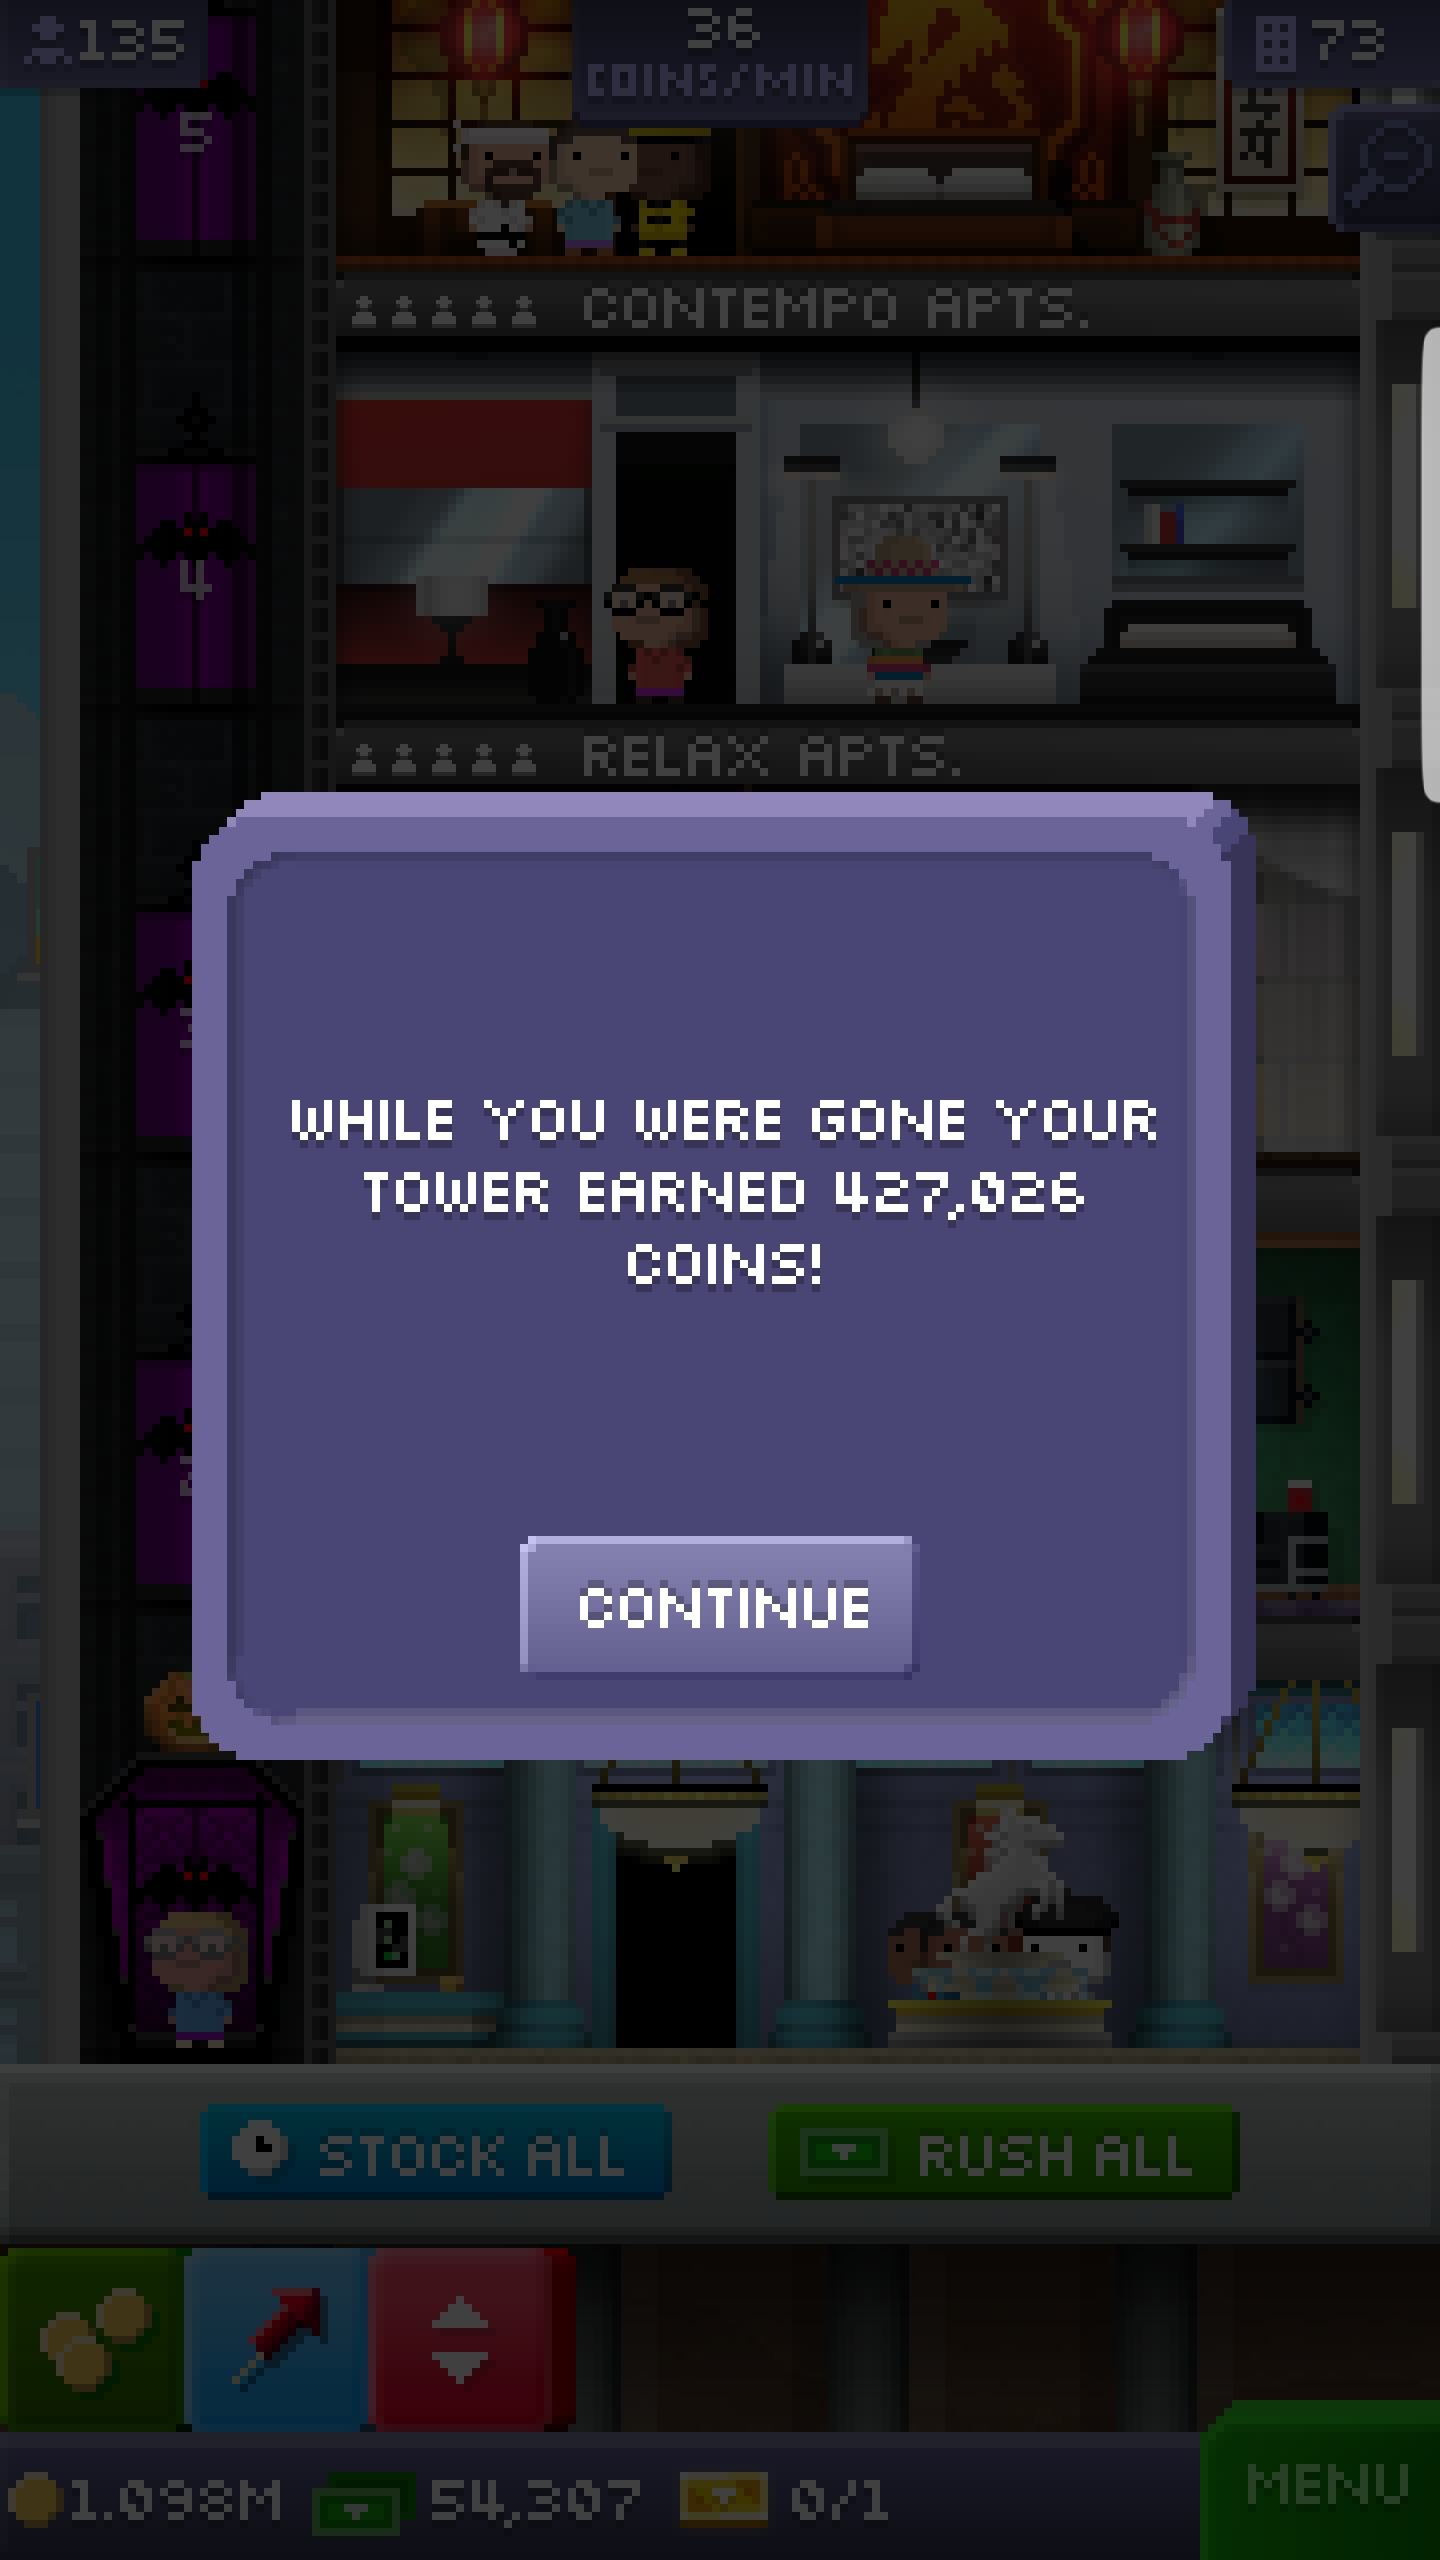 135
36
COINS/MIN
73
5
CONTEMPO APTS.
4
RELAX APTS.
WHILE YOU WERE GONE YOUR
TOWER EARNED 427,026
COINS!
CONTINUE
STOCK ALL
RUSH ALL
1.098M
54,307
0/1
MENU